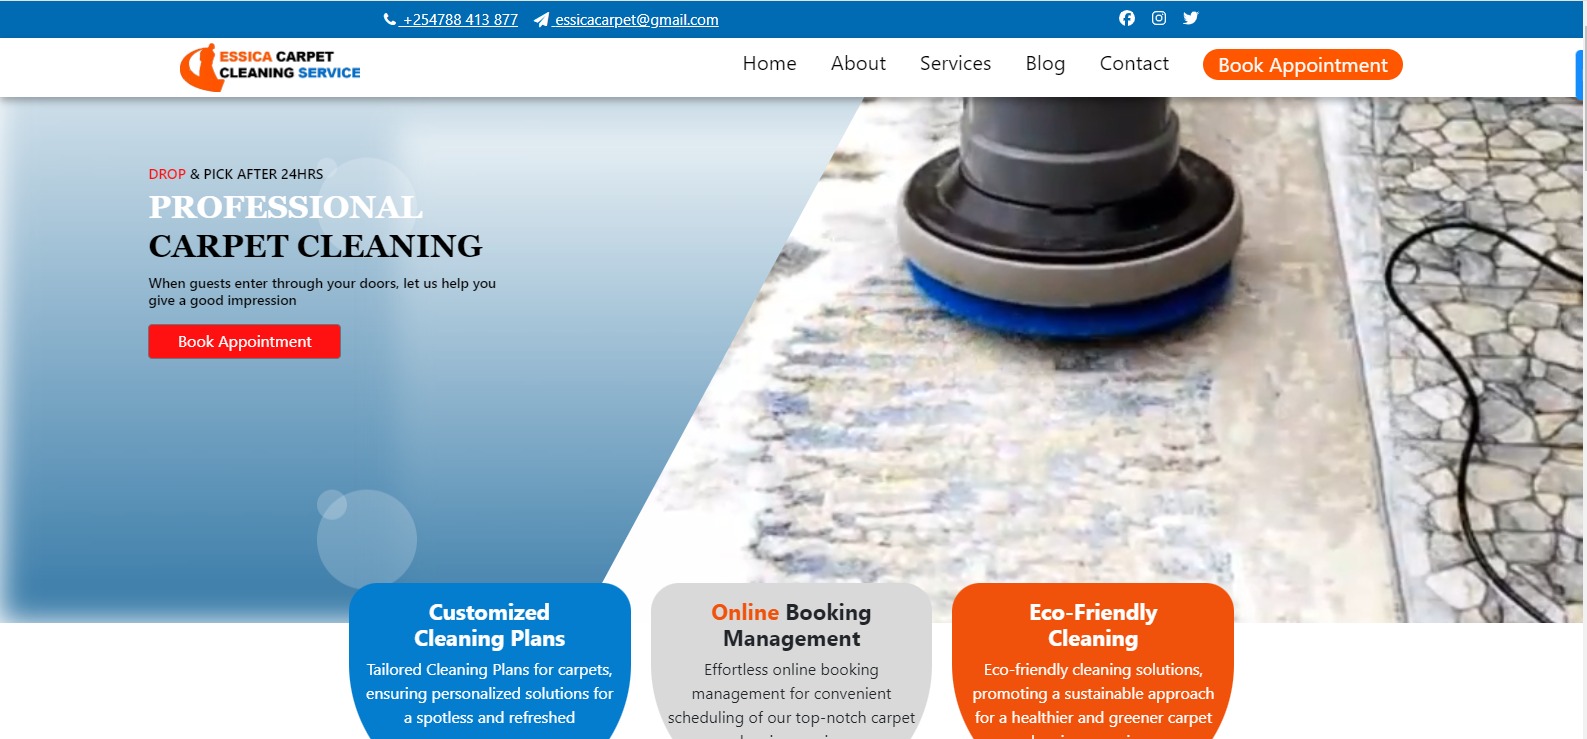 +254788 413 877 essicacarpet@gmail.com
ESSICA CARPET
CLEANING SERVICE
Home About Services Blog Contact Book Appointment
DROP & PICK AFTER 24HRS
PROFESSIONAL
CARPET CLEANING
When guests enter through your doors, let us help you
give a good impression
Book Appointment
Customized
Cleaning Plans
Tailored Cleaning Plans for carpets,
ensuring personalized solutions for
a spotless and refreshed
Online Booking
Management
Effortless online booking
management for convenient
scheduling of our top-notch carpet
Eco-Friendly
Cleaning
Eco-friendly cleaning solutions,
promoting a sustainable approach
for a healthier and greener carpet